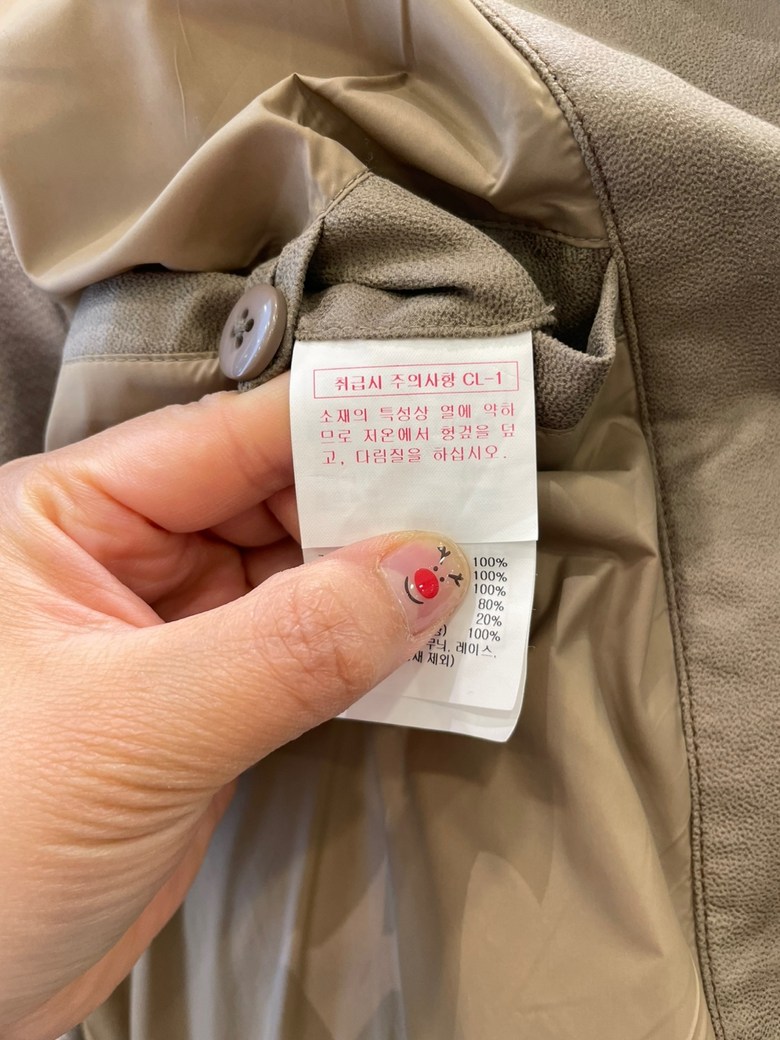 취급시 주의사항 CL-1
소재의 특성상 열에 약하
므로 저온에서 헝겊을 덮
고, 다림질을 하십시오.
100%
100%
100%
80%
20%
100%
무늬, 레이스.
제외)